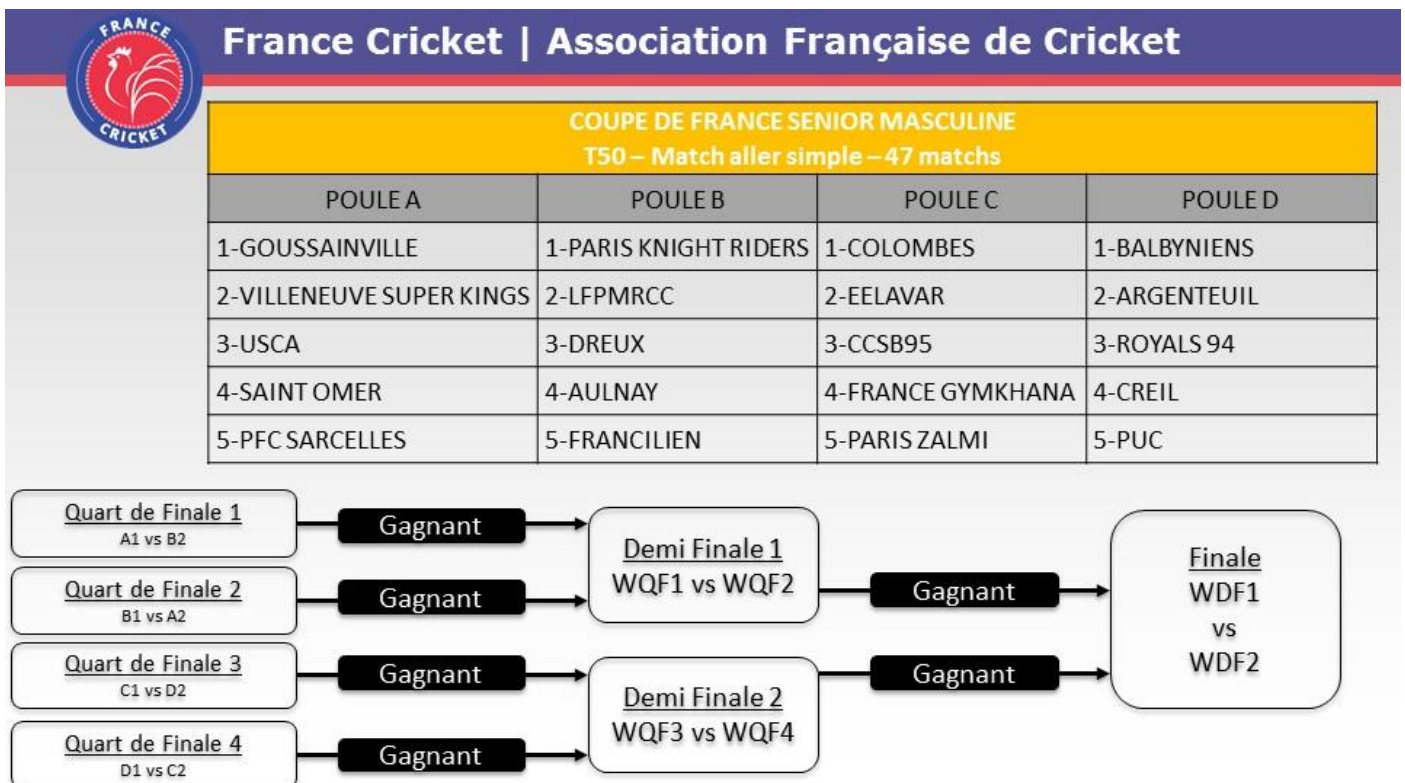 FRANCE
CRICKET
France Cricket | Association Française de Cricket
COUPE DE FRANCE SENIOR MASCULINE
T50 – Match aller simple – 47 matchs
POULE A POULE B POULE C POULE D
1-GOUSSAINVILLE 1-PARIS KNIGHT RIDERS 1-COLOMBES 1-BALBYNIENS
2-VILLENEUVE SUPER KINGS 2-LFPMRCC 2-EELAVAR 2-ARGENTEUIL
3-USCA 3-DREUX 3-CCSB95 3-ROYALS 94
4-SAINT OMER 4-AULNAY 4-FRANCE GYMKHANA 4-CREIL
5-PFC SARCELLES 5-FRANCILIEN 5-PARIS ZALMI 5-PUC
Quart de Finale 1
A1 vs B2
Gagnant
Quart de Finale 2
B1 vs A2
Gagnant
Demi Finale 1
WQF1 vs WQF2
Gagnant
Quart de Finale 3
C1 vs D2
Gagnant
Quart de Finale 4
D1 vs C2
Gagnant
Demi Finale 2
WQF3 vs WQF4
Gagnant
Finale
WDF1
vs
WDF2